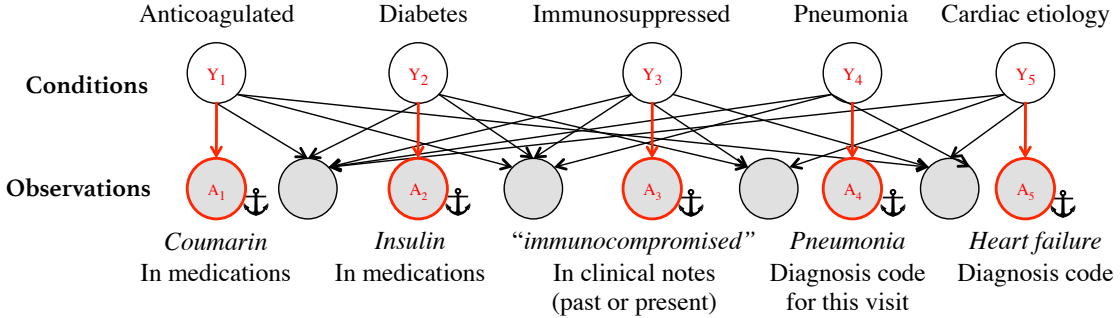 Anticoagulated Diabetes Immunosuppressed Pneumonia Cardiac etiology
Conditions Y1 Y2 Y3 Y4 Y5
Observations A1 A2 A3 A4 A5
Coumarin Insulin “immunocompromised” Pneumonia Heart failure
In medications In medications In clinical notes Diagnosis code Diagnosis code
(past or present) for this visit